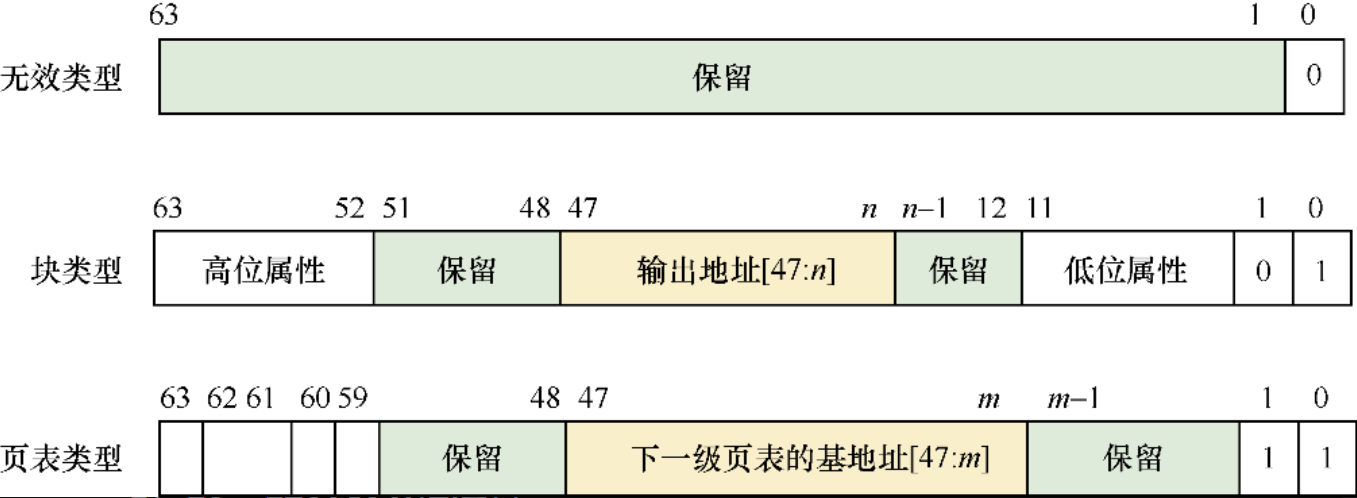 63 1 0
无效类型 保留 0
63 52 51 48 47 n n–1 12 11 1 0
块类型 高位属性 保留 输出地址[47:n] 保留 低位属性 0 1
63 62 61 60 59 48 47 m m–1 1 0
页表类型 保留 下一级页表的基地址[47:m] 保留 1 1